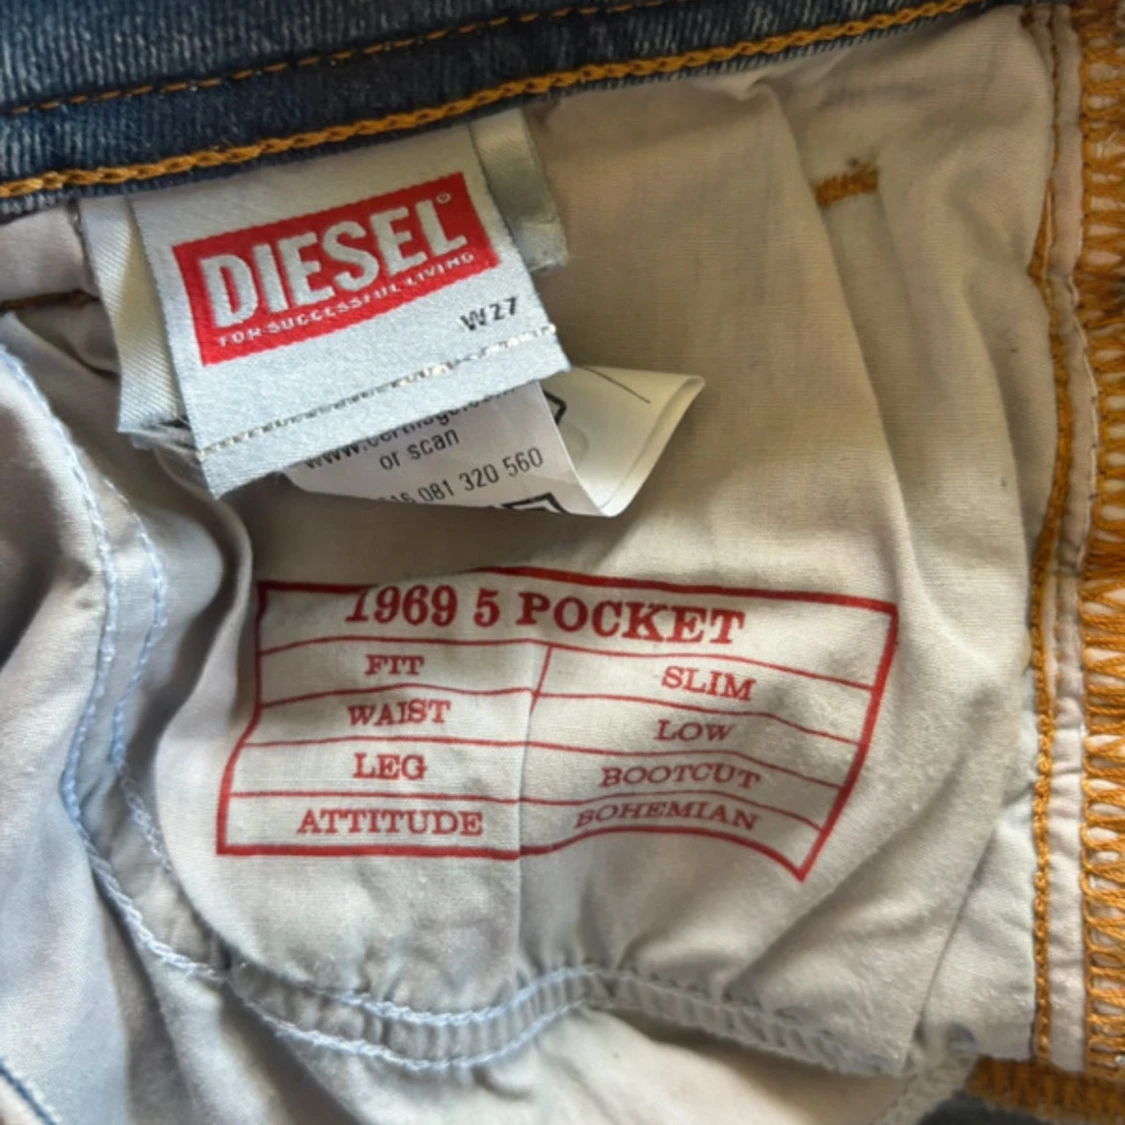 DIESEL
FOR SUCCESSFUL LIVING
W27
or scan
081 320 560
1969 5 POCKET
FIT SLIM
WAIST LOW
LEG BOOTCUT
ATTITUDE BOHEMIAN